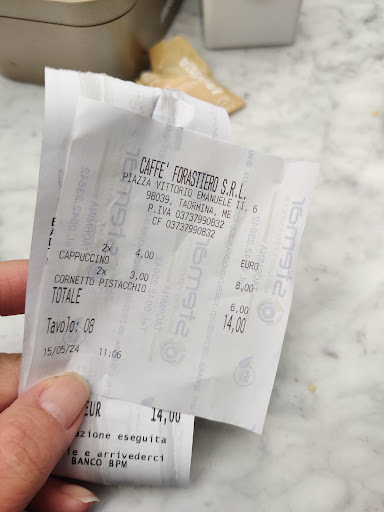 CAFFE' FORASTIERO S.R.L.
PIAZZA VITTORIO EMANUELE II, 6
98039, TAORMINA, ME
P.IVA 03737990832
CF 03737990832
EURO
2x 4,00
CAPPUCCINO 8,00
2x 3,00
CORNETTO PISTACCHIO 6,00
TOTALE 14,00
Tavolo: 08
15/05/24 11:06
stemar
EUR 14,00
azione eseguita
e arrivederci
BANCO BPM